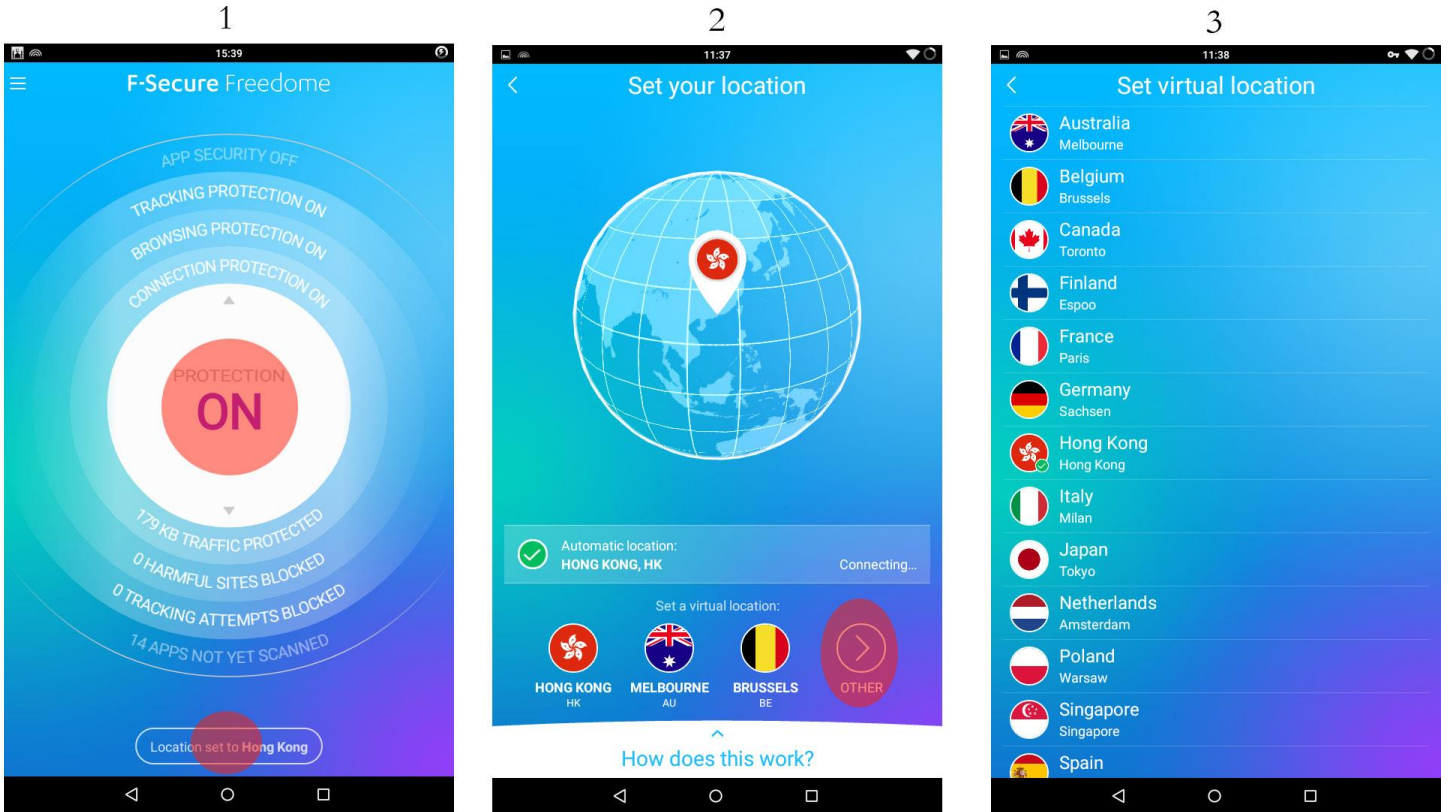 1
15:39
F-Secure Freedome
APP SECURITY OFF
TRACKING PROTECTION ON
BROWSING PROTECTION ON
CONNECTION PROTECTION ON
PROTECTION
ON
179 KB TRAFFIC PROTECTED
0 HARMFUL SITES BLOCKED
0 TRACKING ATTEMPTS BLOCKED
14 APPS NOT YET SCANNED
Location set to Hong Kong
2
11:37
Set your location
Automatic location:
HONG KONG, HK
Connecting...
Set a virtual location:
HONG KONG MELBOURNE BRUSSELS OTHER
HK AU BE
How does this work?
3
11:38
Set virtual location
Australia
Melbourne
Belgium
Brussels
Canada
Toronto
Finland
Espoo
France
Paris
Germany
Sachsen
Hong Kong
Hong Kong
Italy
Milan
Japan
Tokyo
Netherlands
Amsterdam
Poland
Warsaw
Singapore
Singapore
Spain